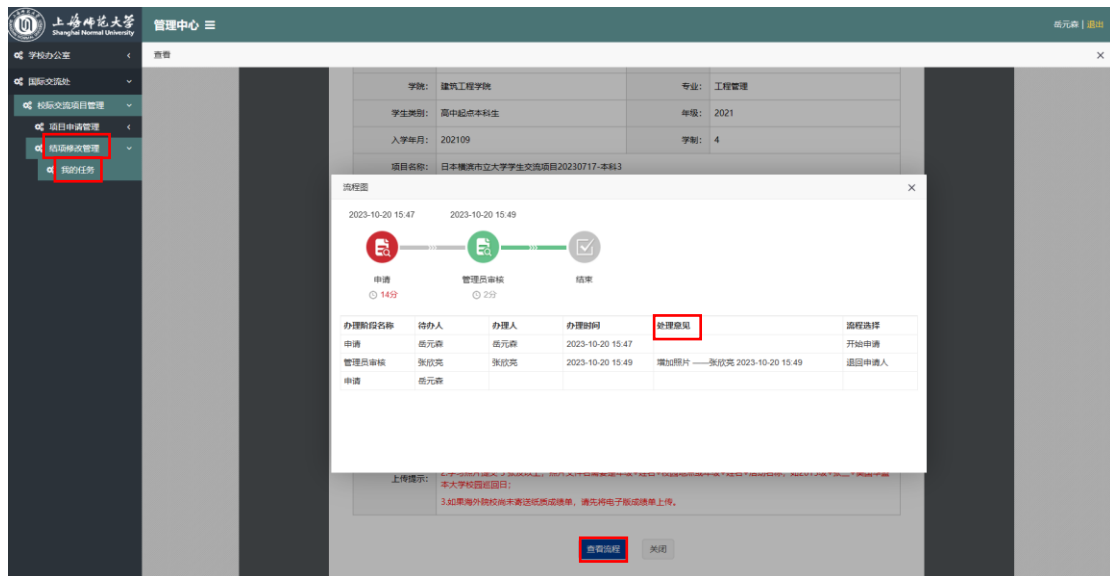 上海师范大学
Shanghai Normal University
管理中心
岳元森 | 退出
学校办公室
查看
国际交流处
校际交流项目管理
项目申请管理
结项修改管理
我的任务
学院: 建筑工程学院 专业: 工程管理
学生类别: 高中起点本科生 年级: 2021
入学年月: 202109 学制: 4
项目名称: 日本横滨市立大学学生交流项目20230717-本科3
流程图
2023-10-20 15:47 2023-10-20 15:49
申请 管理员审核 结束
14分 2分
办理阶段名称 待办人 办理人 办理时间 处理意见 流程选择
申请 岳元森 岳元森 2023-10-20 15:47 开始申请
管理员审核 张欣亮 张欣亮 2023-10-20 15:49 增加照片 ——张欣亮 2023-10-20 15:49 退回申请人
申请 岳元森
上传提示:
本大学校园巡回日;
3.如果海外院校尚未寄送纸质成绩单, 请先将电子版成绩单上传。
查看流程 关闭